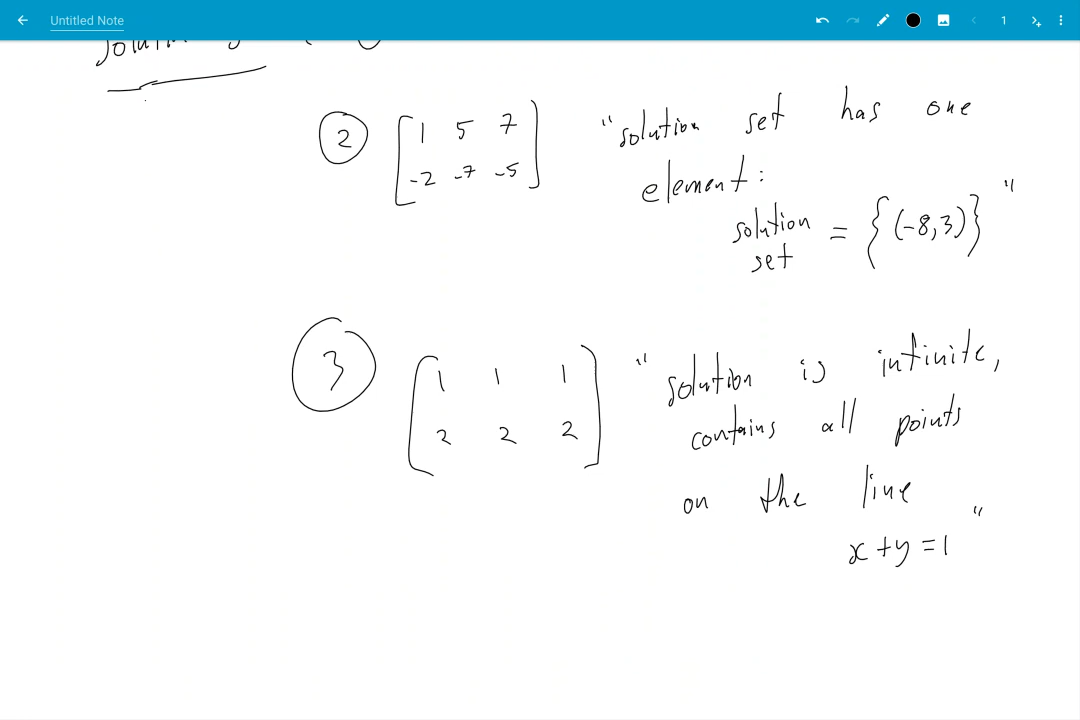 Untitled Note
1
2 [1 5 7 "solution set has one
-2 -7 -5] element:
solution set = {(-8,3)}"
3 [1 1 1 "solution is infinite,
2 2 2] contains all points
on the line
x+y=1"